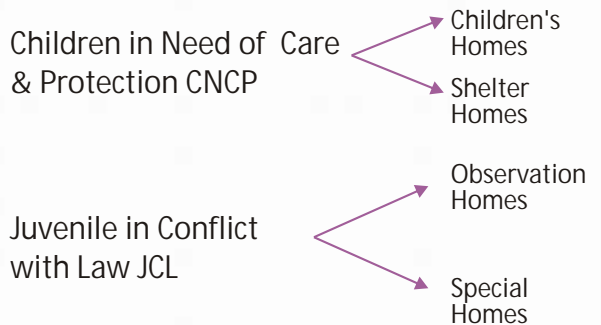 Children in Need of Care
& Protection CNCP
Children's
Homes
Shelter
Homes
Juvenile in Conflict
with Law JCL
Observation
Homes
Special
Homes